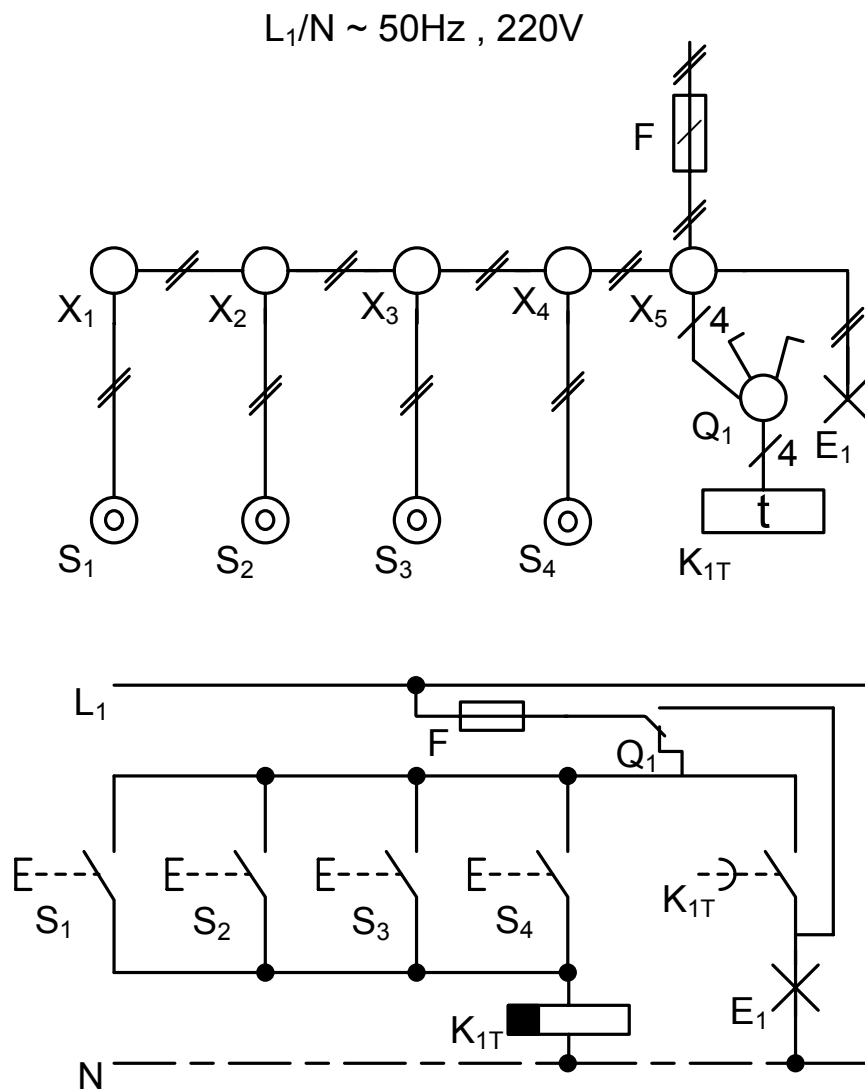 L₁/N ~ 50Hz , 220V
F
X₁ X₂ X₃ X₄ X₅ 4
Q₁ E₁
4
t
S₁ S₂ S₃ S₄ K₁T
L₁
F Q₁
S₁ S₂ S₃ S₄ K₁T
K₁T E₁
N